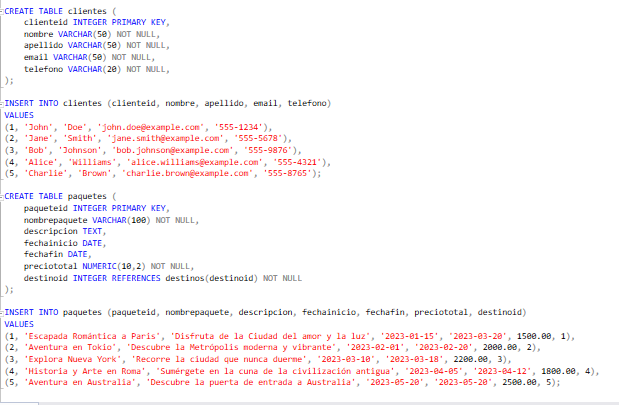 CREATE TABLE clientes (
clienteid INTEGER PRIMARY KEY,
nombre VARCHAR(50) NOT NULL,
apellido VARCHAR(50) NOT NULL,
email VARCHAR(50) NOT NULL,
telefono VARCHAR(20) NOT NULL,
);
INSERT INTO clientes (clienteid, nombre, apellido, email, telefono)
VALUES
(1, 'John', 'Doe', 'john.doe@example.com', '555-1234'),
(2, 'Jane', 'Smith', 'jane.smith@example.com', '555-5678'),
(3, 'Bob', 'Johnson', 'bob.johnson@example.com', '555-9876'),
(4, 'Alice', 'Williams', 'alice.williams@example.com', '555-4321'),
(5, 'Charlie', 'Brown', 'charlie.brown@example.com', '555-8765');
CREATE TABLE paquetes (
paqueteid INTEGER PRIMARY KEY,
nombrepaquete VARCHAR(100) NOT NULL,
descripcion TEXT,
fechainicio DATE,
fechafin DATE,
preciototal NUMERIC(10,2) NOT NULL,
destinoid INTEGER REFERENCES destinos(destinoid) NOT NULL
);
INSERT INTO paquetes (paqueteid, nombrepaquete, descripcion, fechainicio, fechafin, preciototal, destinoid)
VALUES
(1, 'Escapada Romántica a Paris', 'Disfruta de la Ciudad del amor y la luz', '2023-01-15', '2023-03-20', 1500.00, 1),
(2, 'Aventura en Tokio', 'Descubre la Metrópolis moderna y vibrante', '2023-02-01', '2023-02-20', 2000.00, 2),
(3, 'Explora Nueva York', 'Recorre la ciudad que nunca duerme', '2023-03-10', '2023-03-18', 2200.00, 3),
(4, 'Historia y Arte en Roma', 'Sumérgete en la cuna de la civilización antigua', '2023-04-05', '2023-04-12', 1800.00, 4),
(5, 'Aventura en Australia', 'Descubre la puerta de entrada a Australia', '2023-05-20', '2023-05-20', 2500.00, 5);